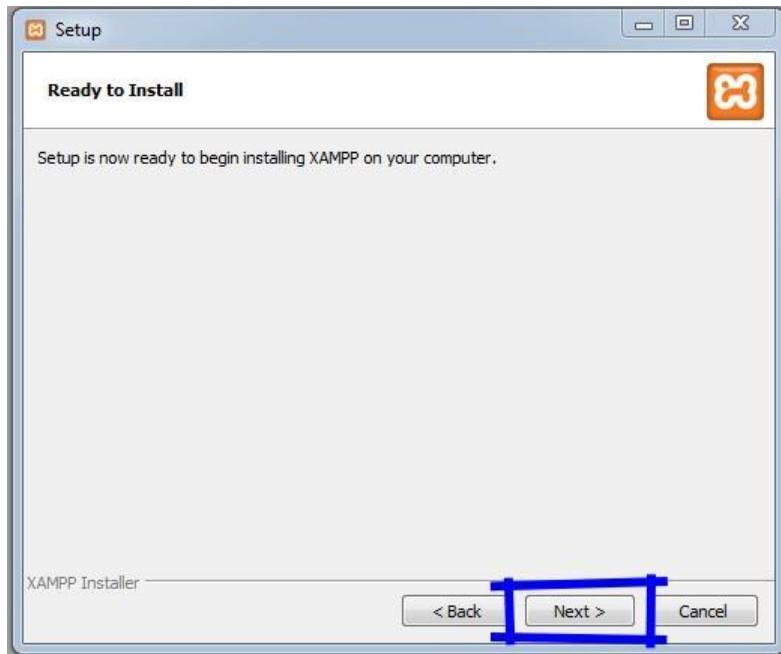 Setup
Ready to Install
Setup is now ready to begin installing XAMPP on your computer.
XAMPP Installer
< Back Next > Cancel